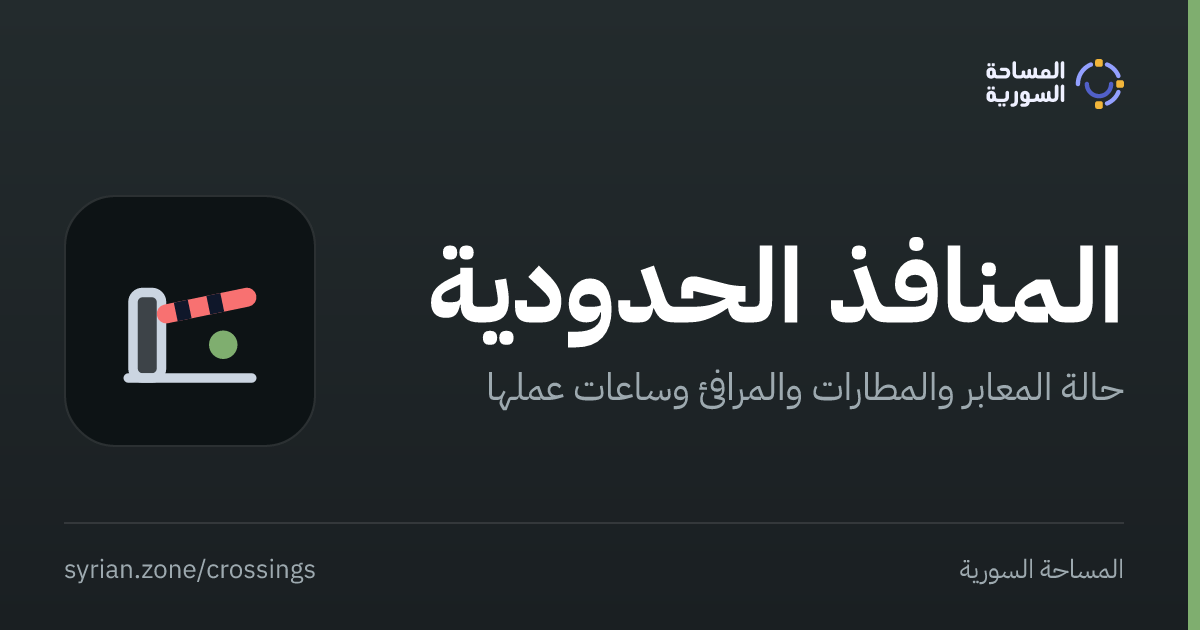 المساحة
السورية
المنافذ الحدودية
حالة المعابر والمطارات والمرافئ وساعات عملها
المساحة السورية
syrian.zone/crossings